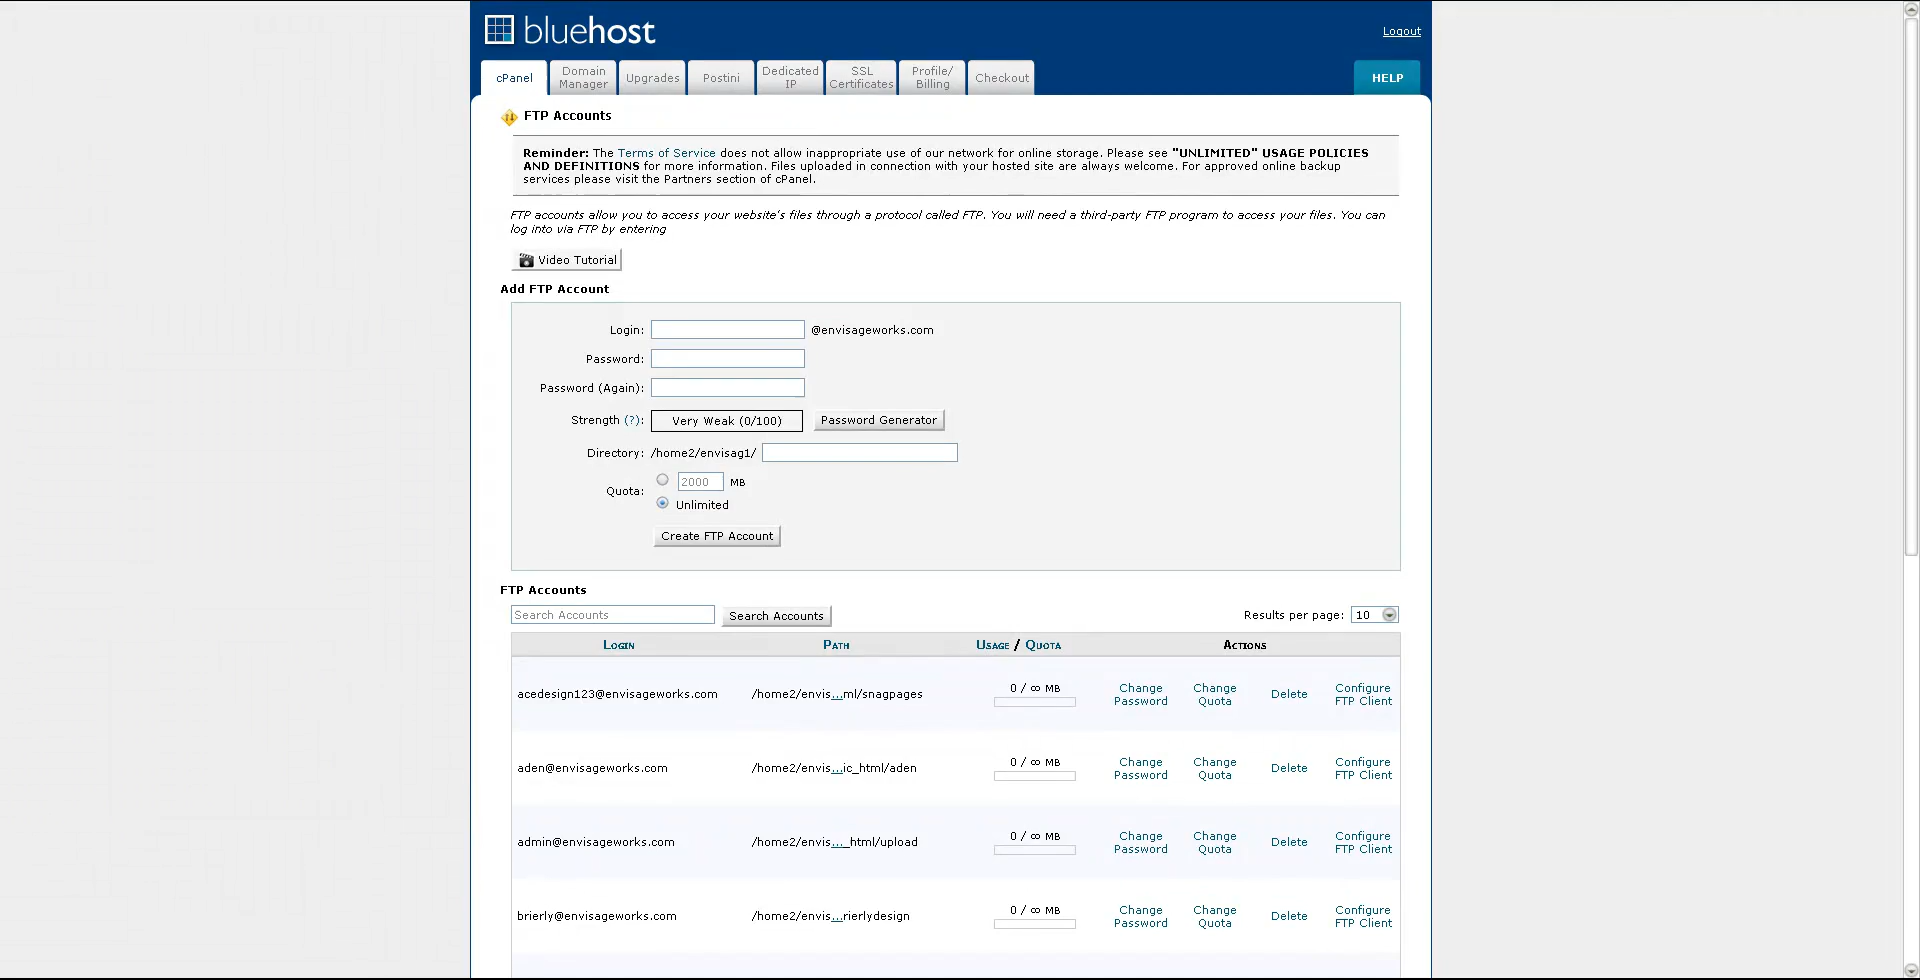 bluehost
Logout
cPanel
Domain
Manager
Upgrades
Postini
Dedicated
IP
SSL
Certificates
Profile/
Billing
Checkout
HELP
FTP Accounts
Reminder: The Terms of Service does not allow inappropriate use of our network for online storage. Please see "UNLIMITED" USAGE POLICIES
AND DEFINITIONS for more information. Files uploaded in connection with your hosted site are always welcome. For approved online backup
services please visit the Partners section of cPanel.
FTP accounts allow you to access your website's files through a protocol called FTP. You will need a third-party FTP program to access your files. You can
log into via FTP by entering
Video Tutorial
Add FTP Account
Login: @envisageworks.com
Password:
Password (Again):
Strength (?): Very Weak (0/100) Password Generator
Directory: /home2/envisag1/
Quota: 2000 MB
Unlimited
Create FTP Account
FTP Accounts
Search Accounts Search Accounts Results per page: 10
LOGIN PATH USAGE / QUOTA ACTIONS
acedesign123@envisageworks.com /home2/envis...ml/snagpages 0 / ∞ MB Change Password Change Quota Delete Configure FTP Client
aden@envisageworks.com /home2/envis...ic_html/aden 0 / ∞ MB Change Password Change Quota Delete Configure FTP Client
admin@envisageworks.com /home2/envis..._html/upload 0 / ∞ MB Change Password Change Quota Delete Configure FTP Client
brierly@envisageworks.com /home2/envis...rierlydesign 0 / ∞ MB Change Password Change Quota Delete Configure FTP Client